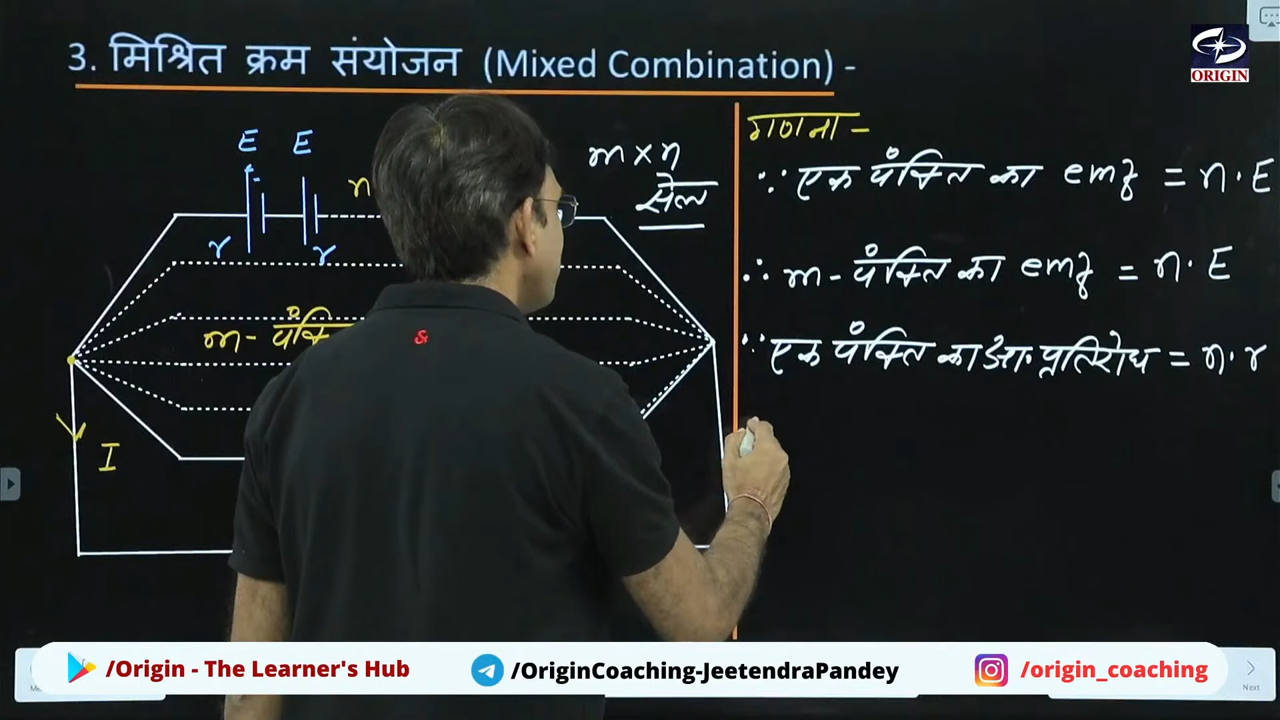 3. मिश्रित क्रम संयोजन (Mixed Combination) -
ORIGIN
E E
n
r r
m × n
सेल
m - पंक्ति
I
गणना -
∵ एक पंक्ति का emf = n · E
∴ m - पंक्ति का emf = n · E
∵ एक पंक्ति का आ. प्रतिरोध = n · r
/Origin - The Learner's Hub
/OriginCoaching-JeetendraPandey
/origin_coaching
Next